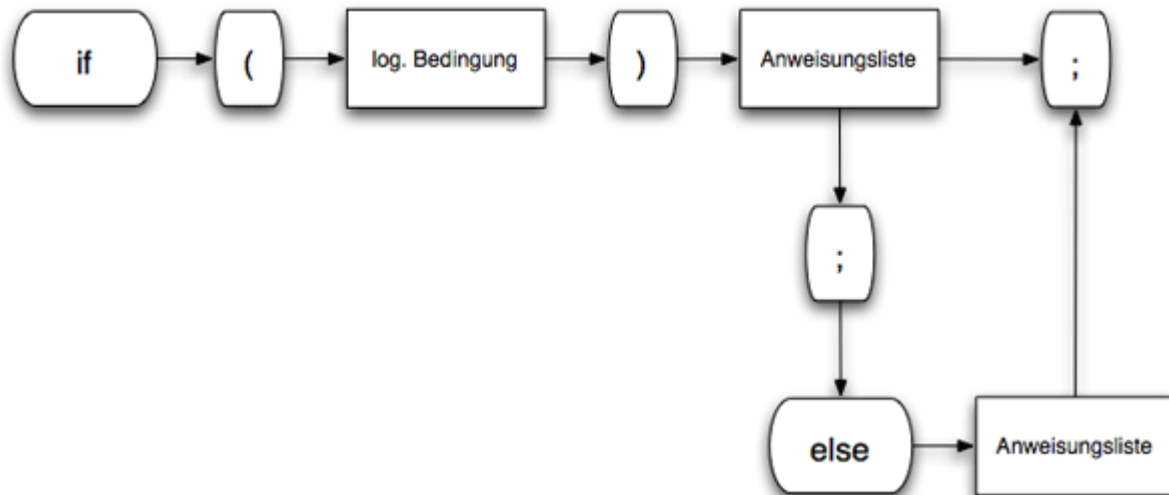 if ( log. Bedingung ) Anweisungsliste ;
;
else Anweisungsliste